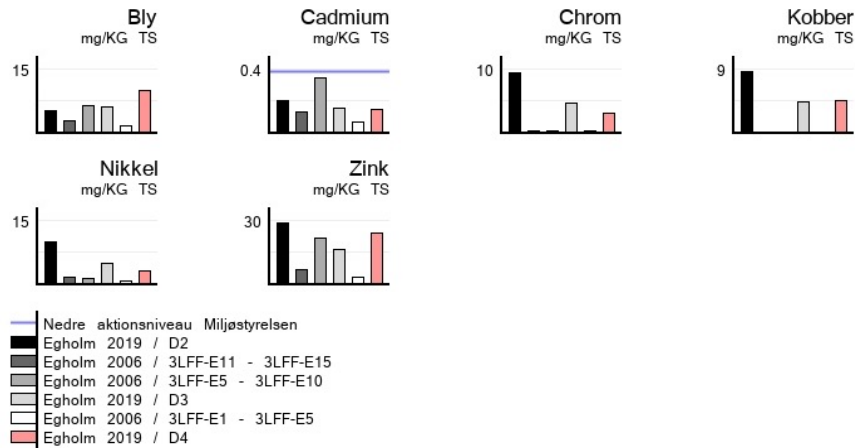 Bly
mg/KG TS
15
Cadmium
mg/KG TS
0.4
Chrom
mg/KG TS
10
Kobber
mg/KG TS
9
Nikkel
mg/KG TS
15
Zink
mg/KG TS
30
Nedre aktionsniveau Miljøstyrelsen
Egholm 2019 / D2
Egholm 2006 / 3LFF-E11 - 3LFF-E15
Egholm 2006 / 3LFF-E5 - 3LFF-E10
Egholm 2019 / D3
Egholm 2006 / 3LFF-E1 - 3LFF-E5
Egholm 2019 / D4